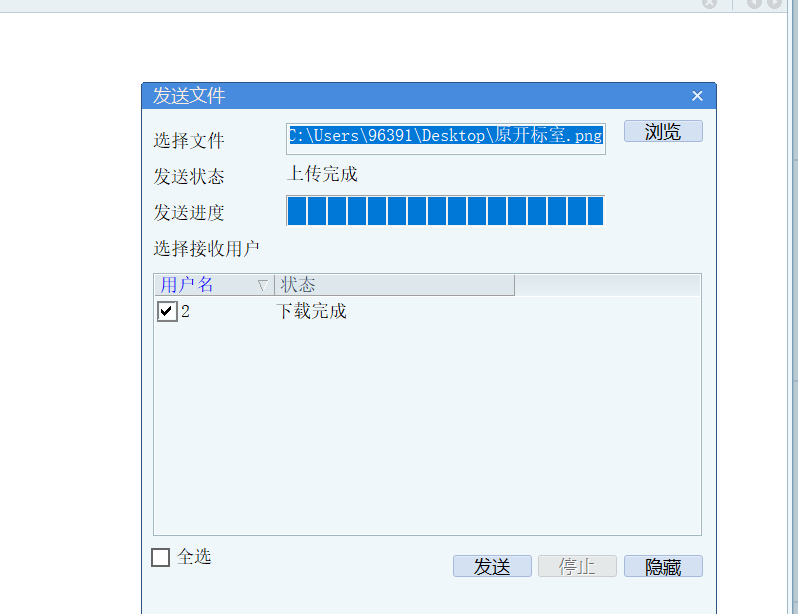 发送文件
选择文件 C:\Users\96391\Desktop\原开标室.png 浏览
发送状态 上传完成
发送进度
选择接收用户
用户名 状态
2 下载完成
全选 发送 停止 隐藏